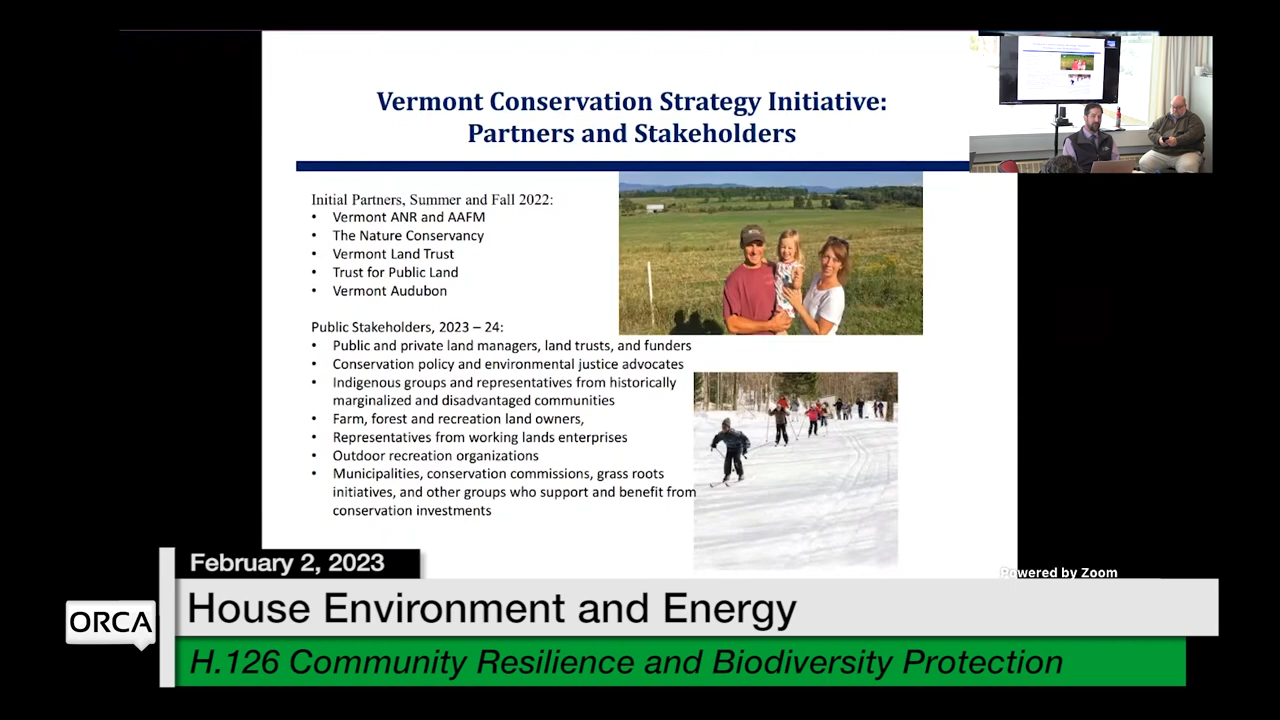 Vermont Conservation Strategy Initiative:
Partners and Stakeholders
Initial Partners, Summer and Fall 2022:
• Vermont ANR and AAFM
• The Nature Conservancy
• Vermont Land Trust
• Trust for Public Land
• Vermont Audubon
Public Stakeholders, 2023 – 24:
• Public and private land managers, land trusts, and funders
• Conservation policy and environmental justice advocates
• Indigenous groups and representatives from historically
marginalized and disadvantaged communities
• Farm, forest and recreation land owners,
• Representatives from working lands enterprises
• Outdoor recreation organizations
• Municipalities, conservation commissions, grass roots
initiatives, and other groups who support and benefit from
conservation investments
Powered by Zoom
February 2, 2023
ORCA
House Environment and Energy
H.126 Community Resilience and Biodiversity Protection